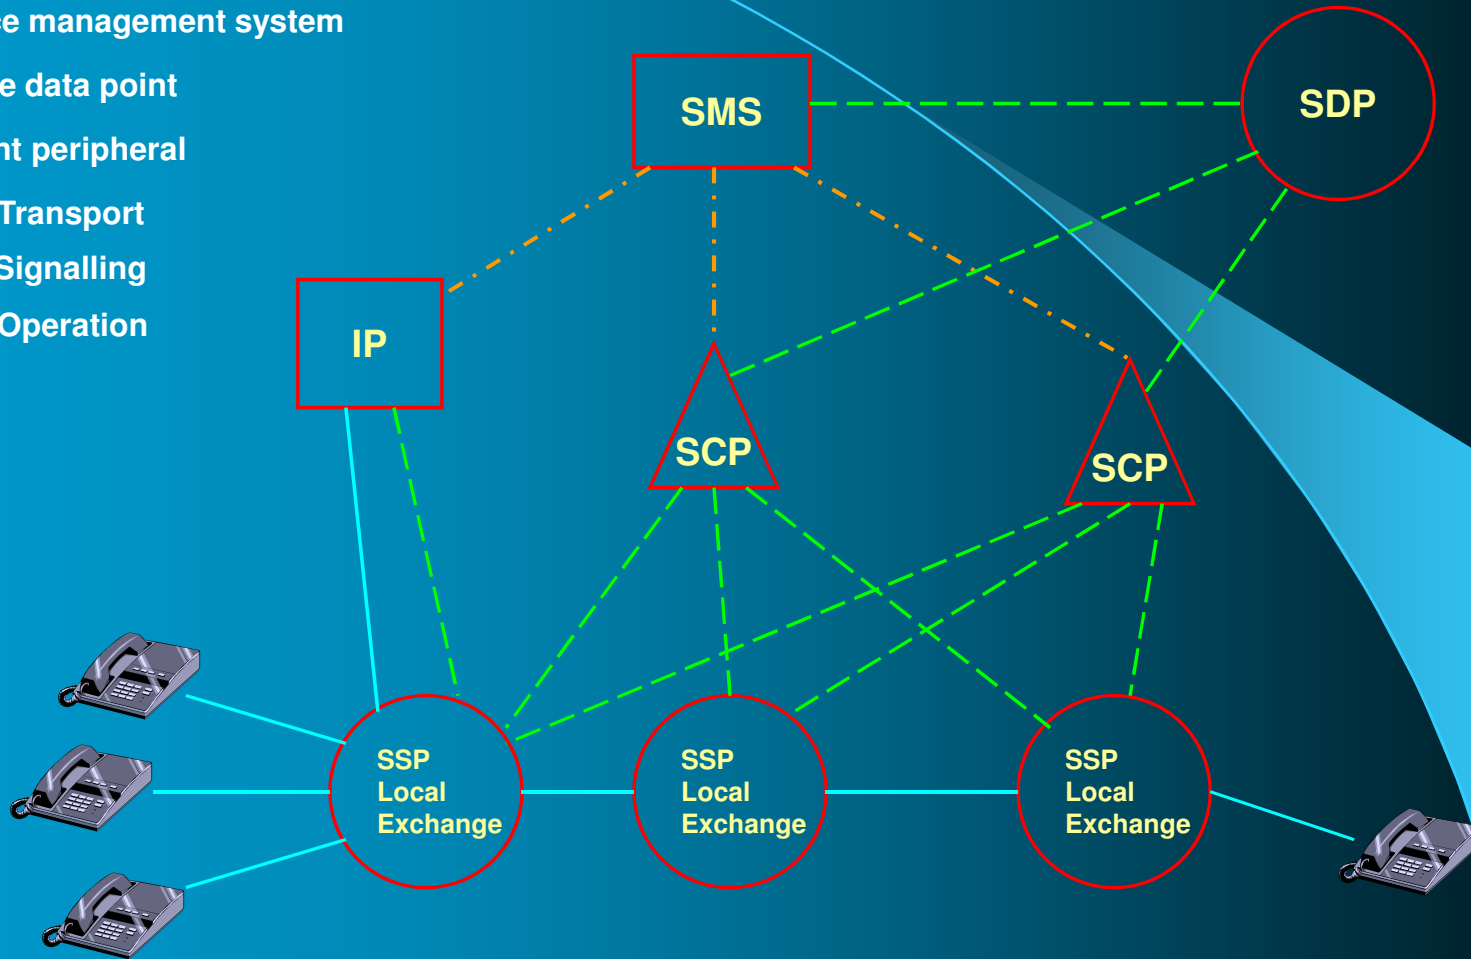 management system
data point
peripheral
Transport
Signalling
Operation
SMS
SDP
IP
SCP
SCP
SSP
Local
Exchange
SSP
Local
Exchange
SSP
Local
Exchange